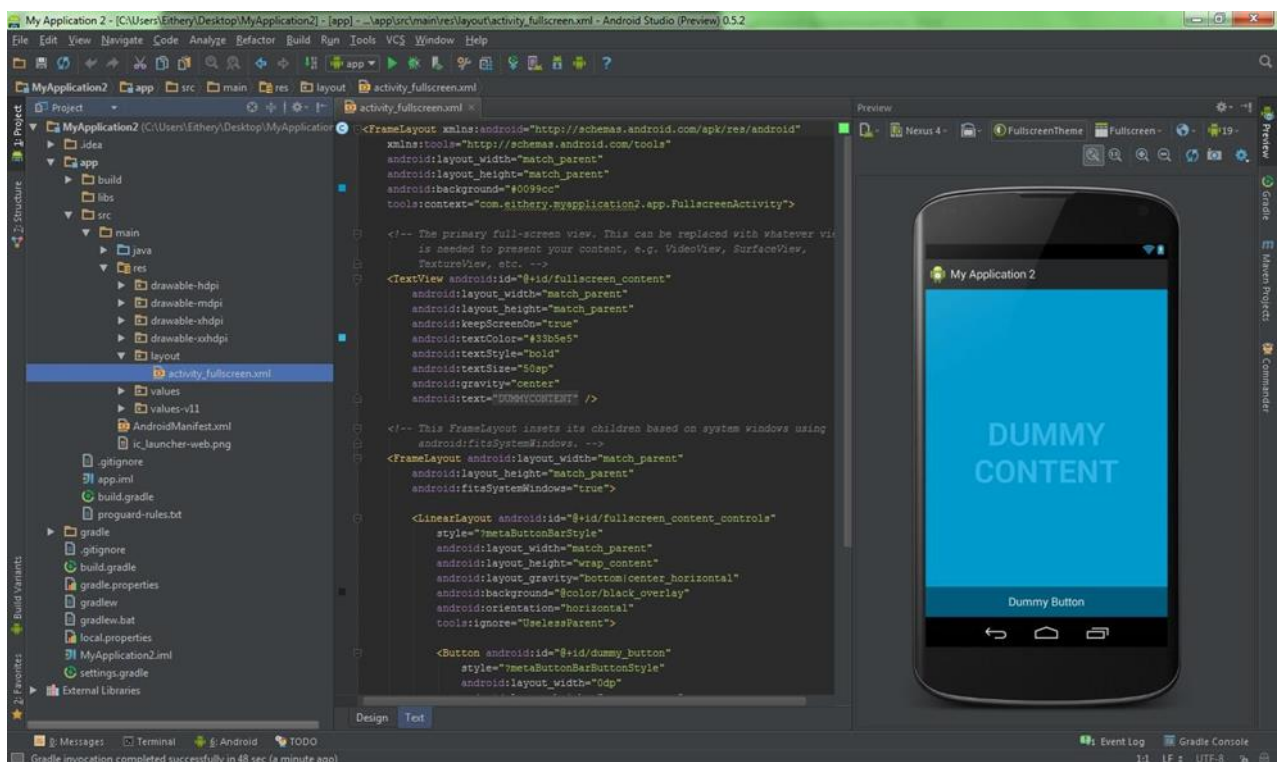 My Application 2 - [C:\Users\Eithery\Desktop\MyApplication2] - [app] - ...\app\src\main\res\layout\activity_fullscreen.xml - Android Studio (Preview) 0.5.2
File Edit View Navigate Code Analyze Refactor Build Run Tools VCS Window Help
app
MyApplication2 app src main res layout activity_fullscreen.xml
1: Project
2: Structure
Build Variants
2: Favorites
Project
MyApplication2 (C:\Users\Eithery\Desktop\MyApplication
.idea
app
build
libs
src
main
java
res
drawable-hdpi
drawable-mdpi
drawable-xhdpi
drawable-xxhdpi
layout
activity_fullscreen.xml
values
values-v11
AndroidManifest.xml
ic_launcher-web.png
.gitignore
app.iml
build.gradle
proguard-rules.txt
gradle
.gitignore
build.gradle
gradle.properties
gradlew
gradlew.bat
local.properties
MyApplication2.iml
settings.gradle
External Libraries
activity_fullscreen.xml
<FrameLayout xmlns:android="http://schemas.android.com/apk/res/android"
xmlns:tools="http://schemas.android.com/tools"
android:layout_width="match_parent"
android:layout_height="match_parent"
android:background="#0099cc"
tools:context="com.eithery.myapplication2.app.FullscreenActivity">
<!-- The primary full-screen view. This can be replaced with whatever vi
is needed to present your content, e.g. VideoView, SurfaceView,
TextureView, etc. -->
<TextView android:id="@+id/fullscreen_content"
android:layout_width="match_parent"
android:layout_height="match_parent"
android:keepScreenOn="true"
android:textColor="#33b5e5"
android:textStyle="bold"
android:textSize="50sp"
android:gravity="center"
android:text="DUMMYCONTENT" />
<!-- This FrameLayout insets its children based on system windows using
android:fitsSystemWindows. -->
<FrameLayout android:layout_width="match_parent"
android:layout_height="match_parent"
android:fitsSystemWindows="true">
<LinearLayout android:id="@+id/fullscreen_content_controls"
style="?metaButtonBarStyle"
android:layout_width="match_parent"
android:layout_height="wrap_content"
android:layout_gravity="bottom|center_horizontal"
android:background="@color/black_overlay"
android:orientation="horizontal"
tools:ignore="UselessParent">
<Button android:id="@+id/dummy_button"
style="?metaButtonBarButtonStyle"
android:layout_width="0dp"
Design Text
Preview
Nexus 4 FullscreenTheme Fullscreen 19
My Application 2
DUMMY
CONTENT
Dummy Button
Preview
Gradle
Maven Projects
Commander
0: Messages Terminal 6: Android TODO
1 Event Log Gradle Console
Gradle invocation completed successfully in 48 sec (a minute ago)
1:1 LF UTF-8